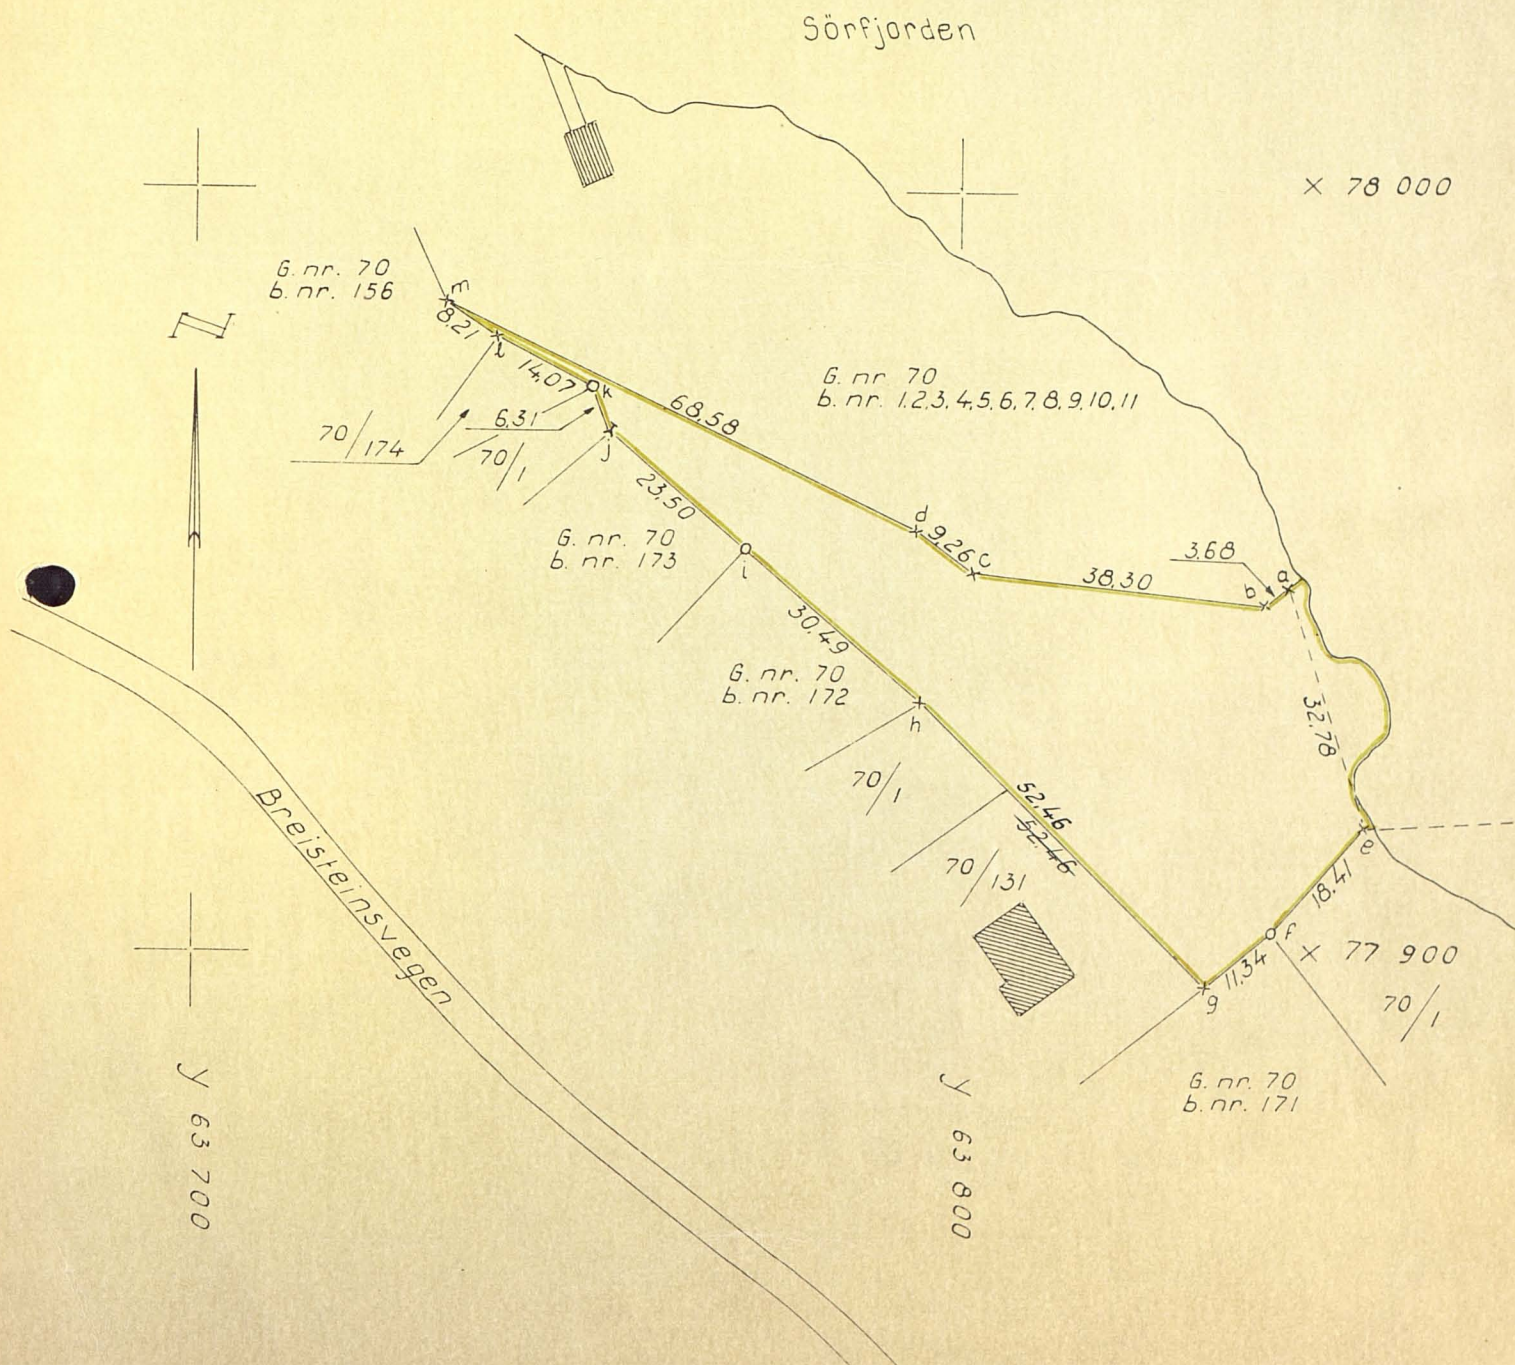 Sörfjorden
X 78 000
G. nr. 70
b. nr. 156
N
m
8,21
l
14,07
k
6,31
70/174
70/1
j
68,58
G. nr 70
b. nr. 1,2,3,4,5,6,7,8,9,10,11
23,50
d
9,26
c
38,30
3,68
b
a
G. nr. 70
b. nr. 173
i
30,49
G. nr. 70
b. nr. 172
h
32,78
70/1
52,46
52,46
70/131
e
18,41
f
X 77 900
11,34
g
70/1
Breisteinsvegen
G. nr. 70
b. nr. 171
y 63 700
y 63 800